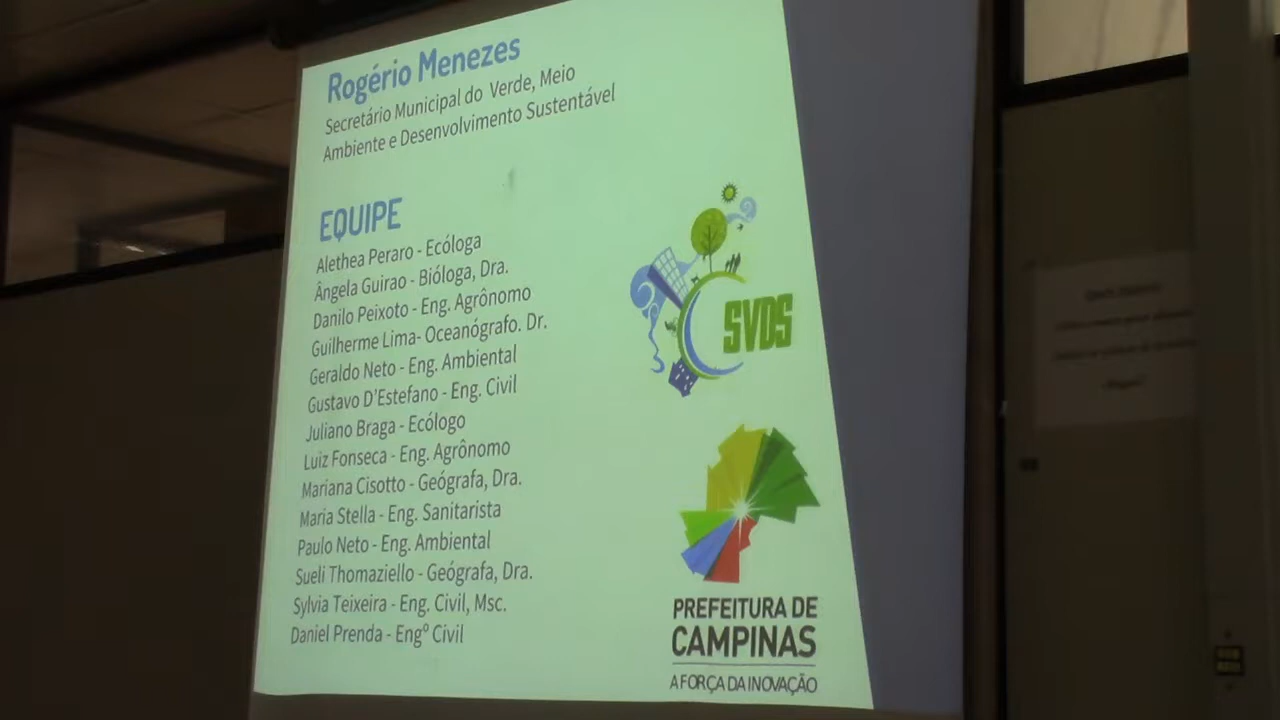 Rogério Menezes
Secretário Municipal do Verde, Meio
Ambiente e Desenvolvimento Sustentável
EQUIPE
Alethea Peraro - Ecóloga
Ângela Guirao - Bióloga, Dra.
Danilo Peixoto - Eng. Agrônomo
Guilherme Lima- Oceanógrafo. Dr.
Geraldo Neto - Eng. Ambiental
Gustavo D'Estefano - Eng. Civil
Juliano Braga - Ecólogo
Luiz Fonseca - Eng. Agrônomo
Mariana Cisotto - Geógrafa, Dra.
Maria Stella - Eng. Sanitarista
Paulo Neto - Eng. Ambiental
Sueli Thomaziello - Geógrafa, Dra.
Sylvia Teixeira - Eng. Civil, Msc.
Daniel Prenda - Engº Civil
SVDS
PREFEITURA DE
CAMPINAS
A FORÇA DA INOVAÇÃO